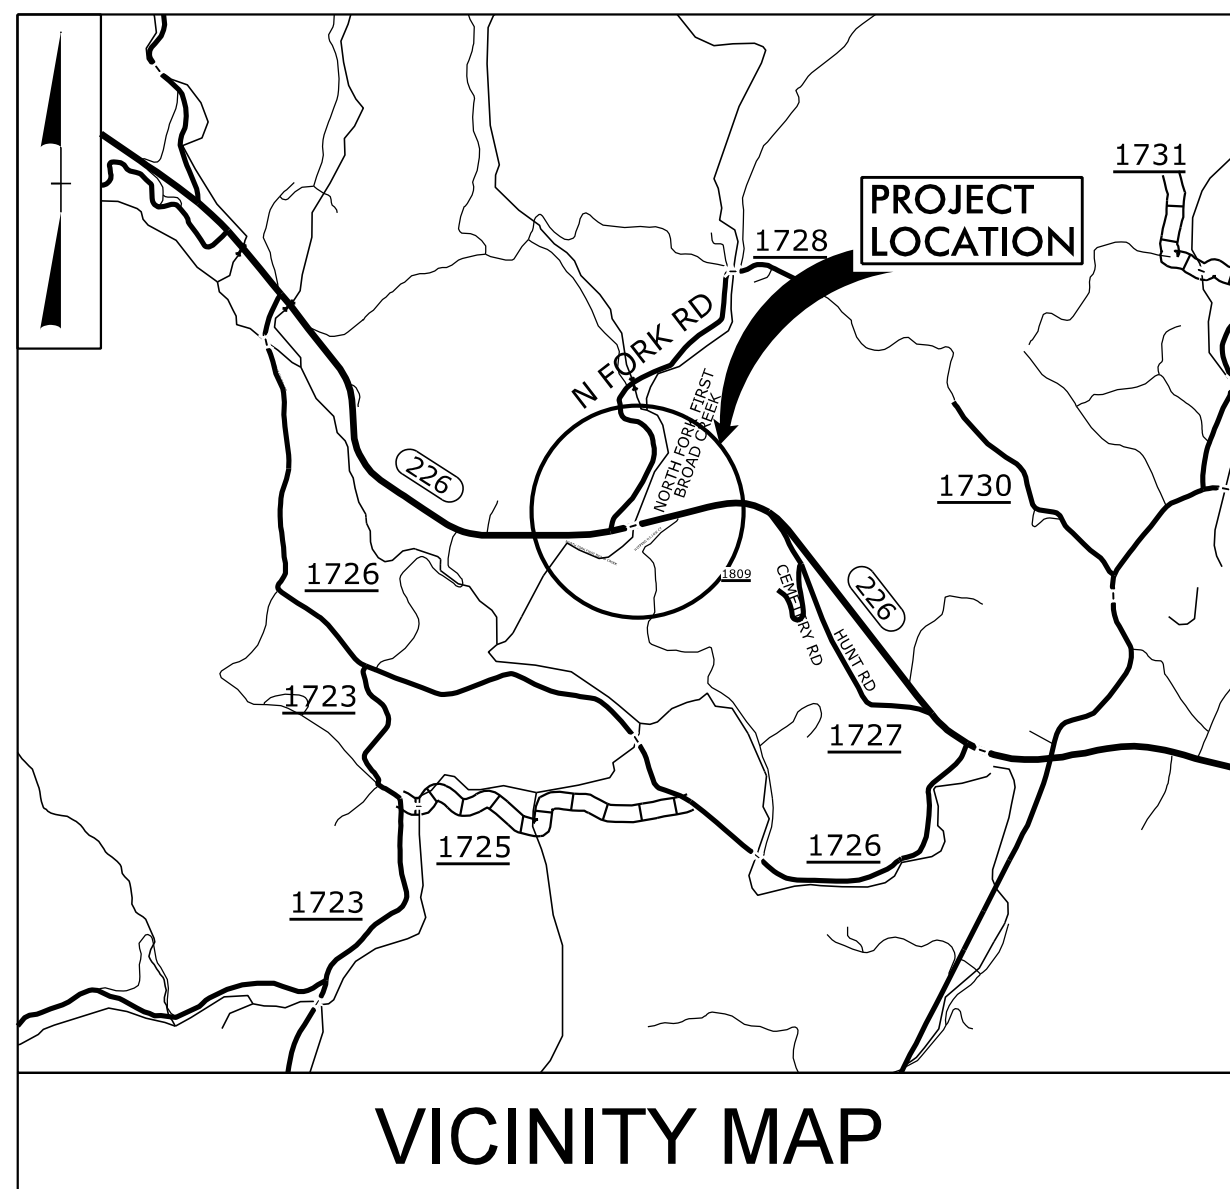 1731
PROJECT
LOCATION
1728
N FORK RD
NORTH FORK FIRST
BROAD CREEK
226
1730
1726
1809
CEMETERY RD
226
HUNT RD
1723
1727
1725
1726
1723
VICINITY MAP